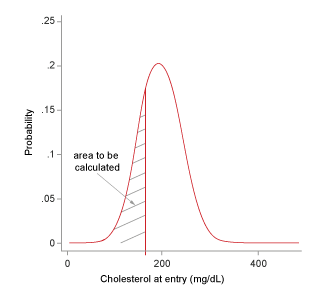 .25
.2
.15
.1
.05
0
Probability
area to be
calculated
0
200
400
Cholesterol at entry (mg/dL)